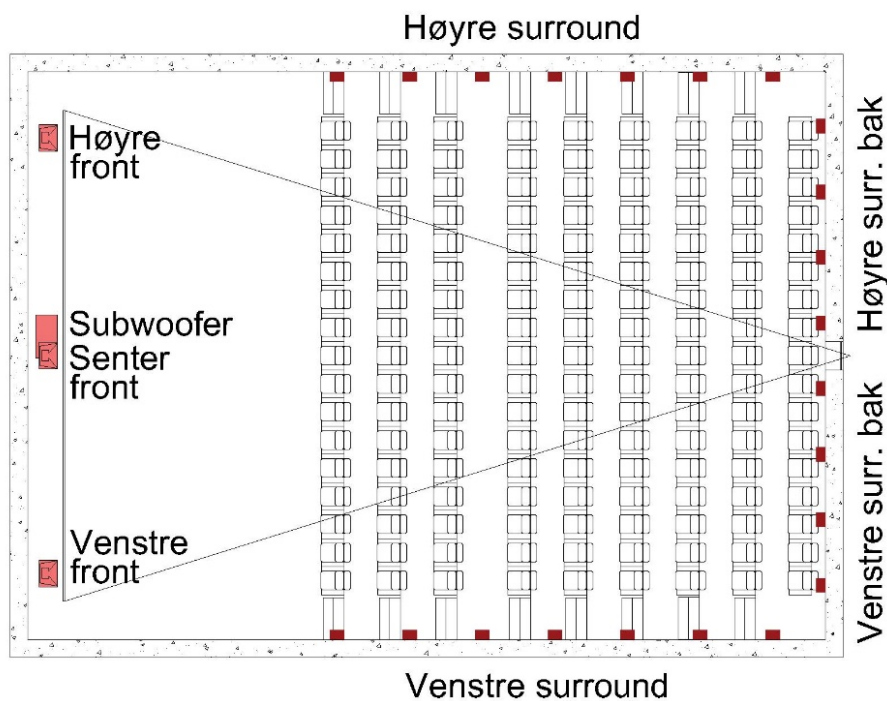 Høyre surround
Høyre
front
Subwoofer
Senter
front
Venstre
front
Høyre surr. bak
Venstre surr. bak
Venstre surround